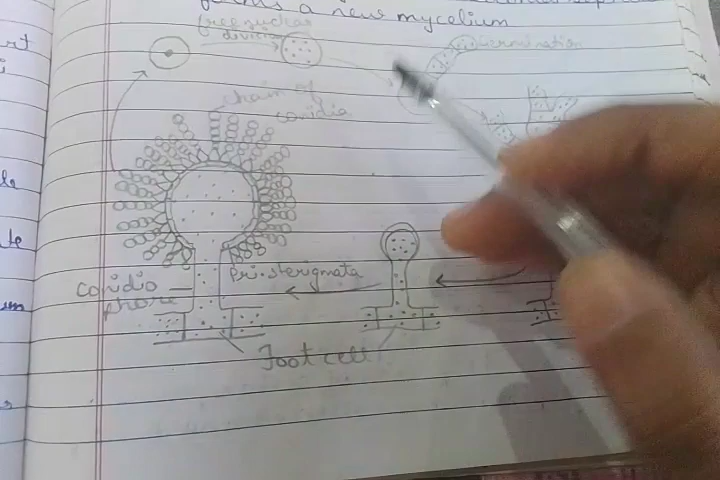 a new mycelium
free nuclear
division
Germination
chain of
conidia
Pri-sterigmata
conidio
phore
Foot cell